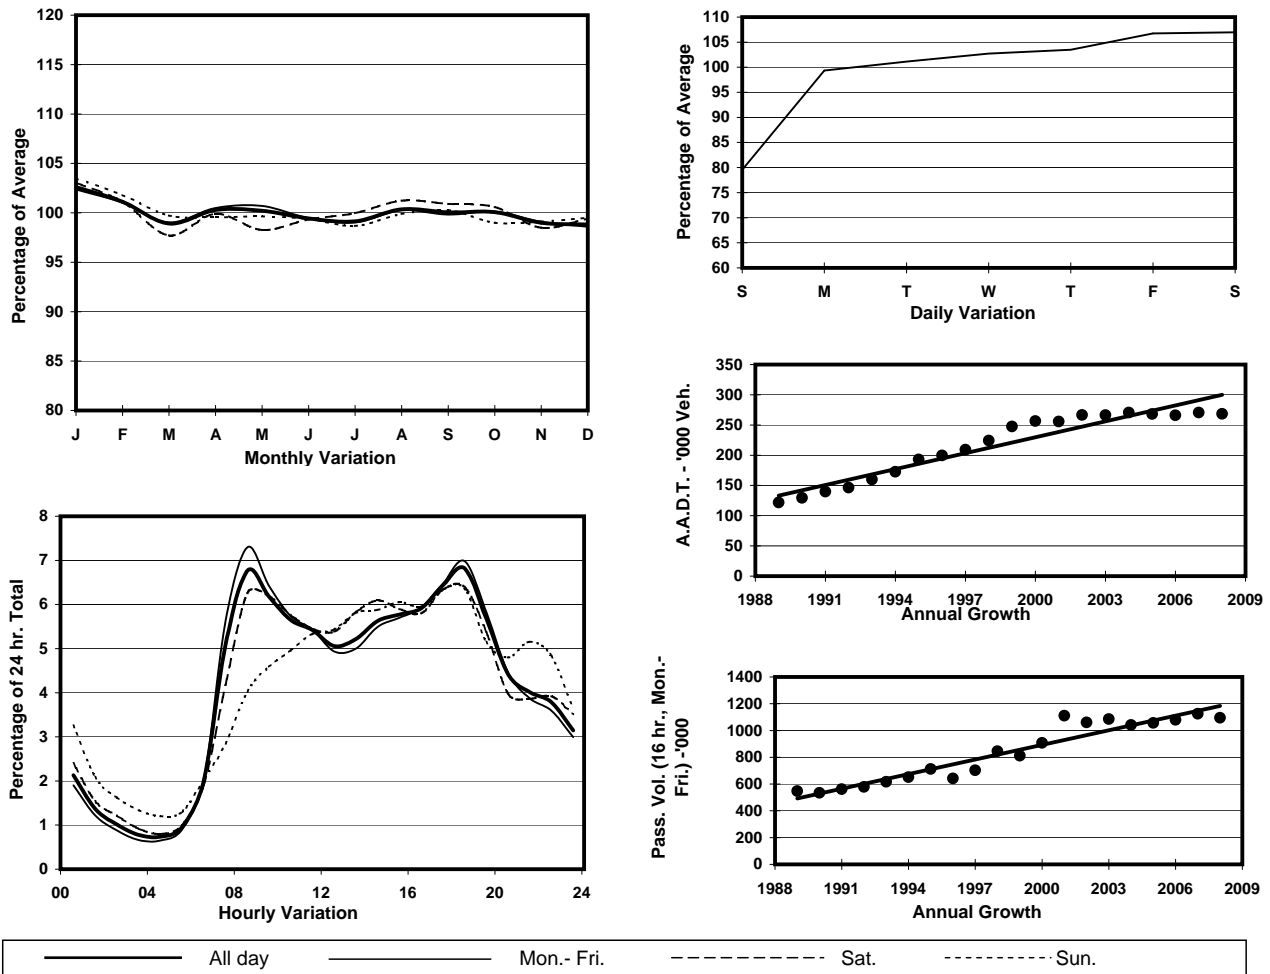 120
115
110
105
100
95
90
85
80
Percentage of Average
J F M A M J J A S O N D
Monthly Variation
110
105
100
95
90
85
80
75
70
65
60
Percentage of Average
S M T W T F S
Daily Variation
350
300
250
200
150
100
50
0
A.A.D.T. - '000 Veh.
1988 1991 1994 1997 2000 2003 2006 2009
Annual Growth
8
7
6
5
4
3
2
1
0
Percentage of 24 hr. Total
00 04 08 12 16 20 24
Hourly Variation
1400
1200
1000
800
600
400
200
0
Pass. Vol. (16 hr., Mon.-
Fri.) -'000
1988 1991 1994 1997 2000 2003 2006 2009
Annual Growth
All day Mon.- Fri. Sat. Sun.